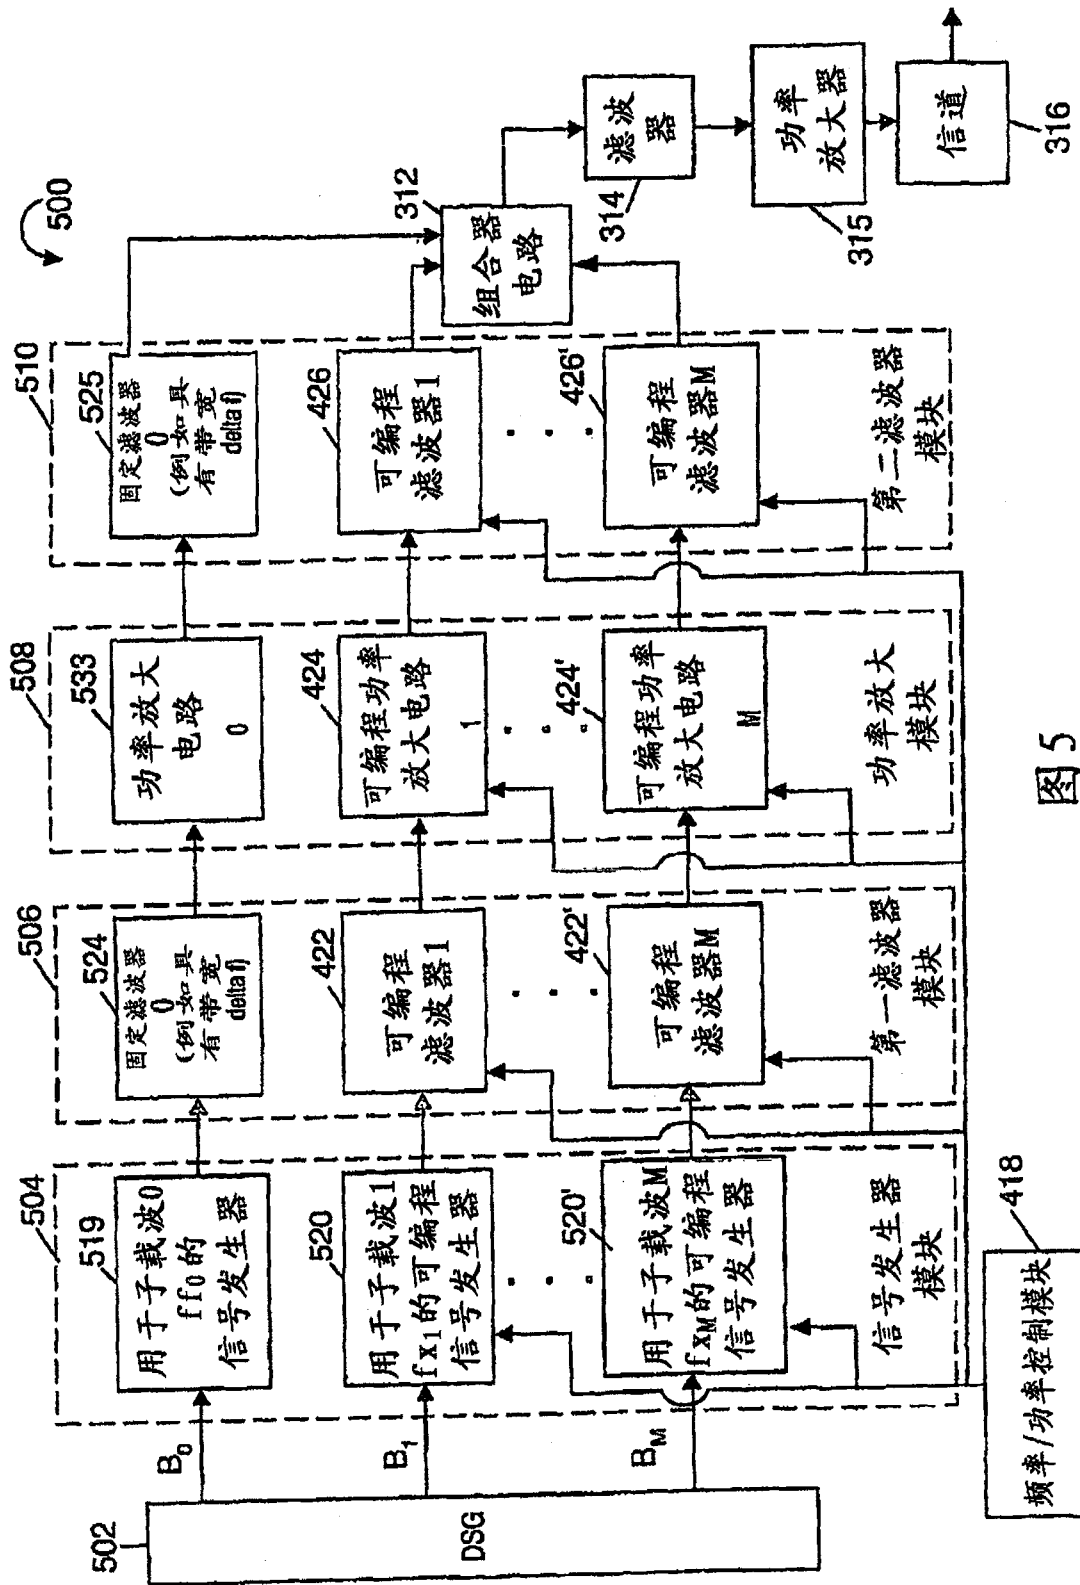 500
502
DSG
B0
B1
BM
504
519
用于子载波0
ff0的
信号发生器
520
用于子载波1
fx1的可编程
信号发生器
520'
用于子载波M
fxM的可编程
信号发生器
信号发生器
模块
506
524
固定滤波器
0
(例如具
有带宽
delta f)
422
可编程
滤波器1
422'
可编程
滤波器M
第一滤波器
模块
508
533
功率放大
电路
0
424
可编程功率
放大电路
1
424'
可编程功率
放大电路
M
功率放大
模块
510
525
固定滤波器
0
(例如具
有带宽
delta f)
426
可编程
滤波器1
426'
可编程
滤波器M
第二滤波器
模块
312
组合器
电路
滤波
器
314
功率
放大器
315
信道
316
418
频率/功率控制模块
图5